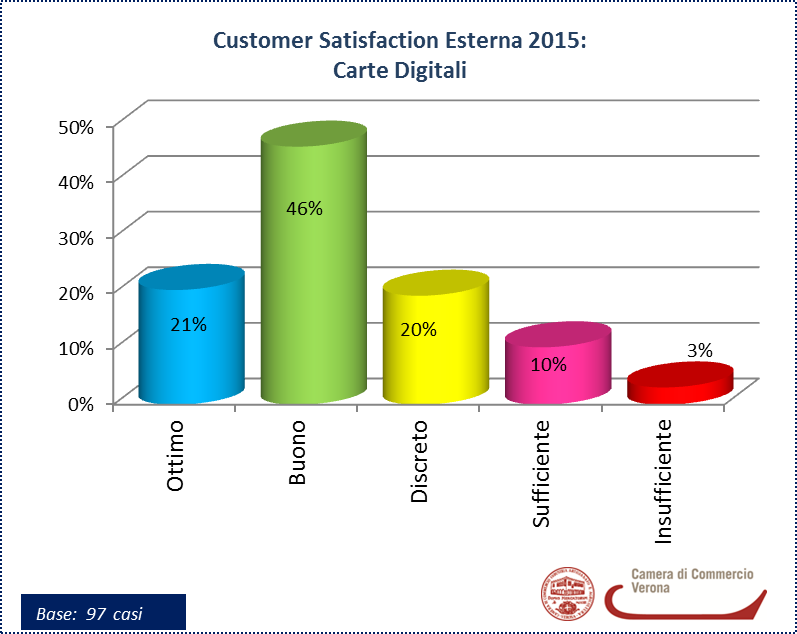 Customer Satisfaction Esterna 2015:
Carte Digitali
50%
40%
30%
20%
10%
0%
21%
46%
20%
10%
3%
Ottimo
Buono
Discreto
Sufficiente
Insufficiente
Base: 97 casi
Camera di Commercio
Verona